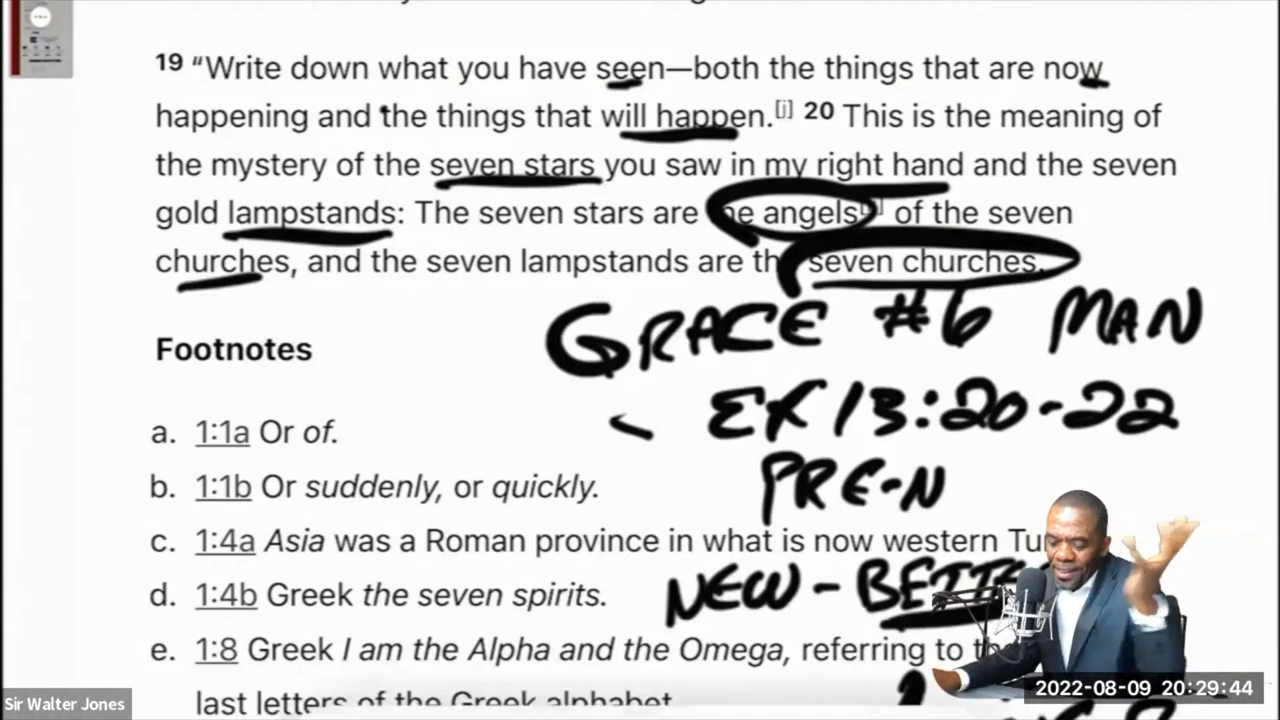 19 “Write down what you have seen—both the things that are now
happening and the things that will happen.[j] 20 This is the meaning of
the mystery of the seven stars you saw in my right hand and the seven
gold lampstands: The seven stars are the angels of the seven
churches, and the seven lampstands are the seven churches.
GRACE #6 MAN
Footnotes
EX 13:20-22
a. 1:1a Or of.
PRE-N
b. 1:1b Or suddenly, or quickly.
c. 1:4a Asia was a Roman province in what is now western
NEW - BETTE
d. 1:4b Greek the seven spirits.
e. 1:8 Greek I am the Alpha and the Omega, referring to
last letters of the Greek alphabet
Sir Walter Jones
2022-08-09 20:29:44